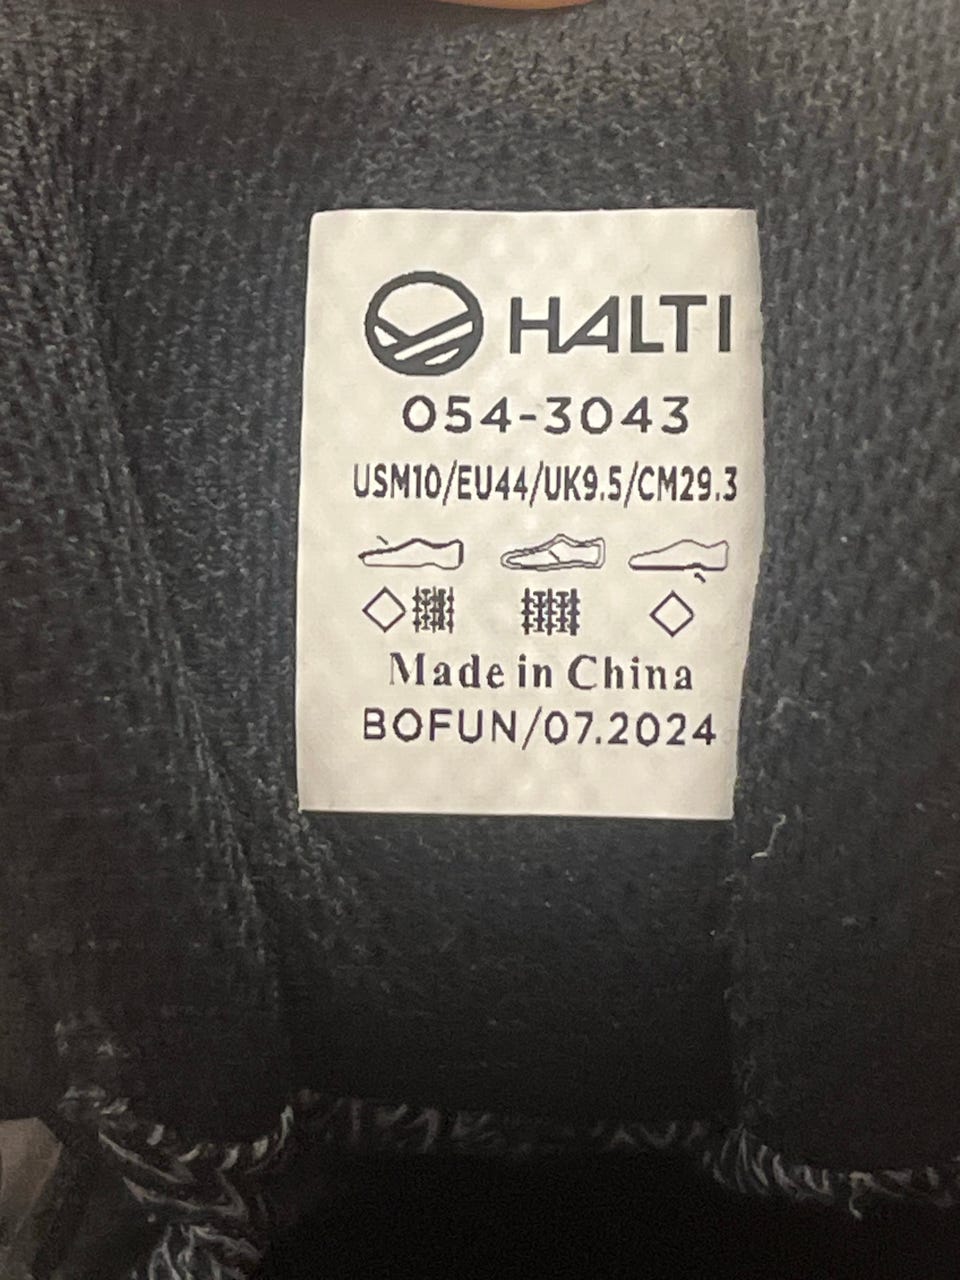 HALTI
054-3043
USM10/EU44/UK9.5/CM29.3
Made in China
BOFUN/07.2024